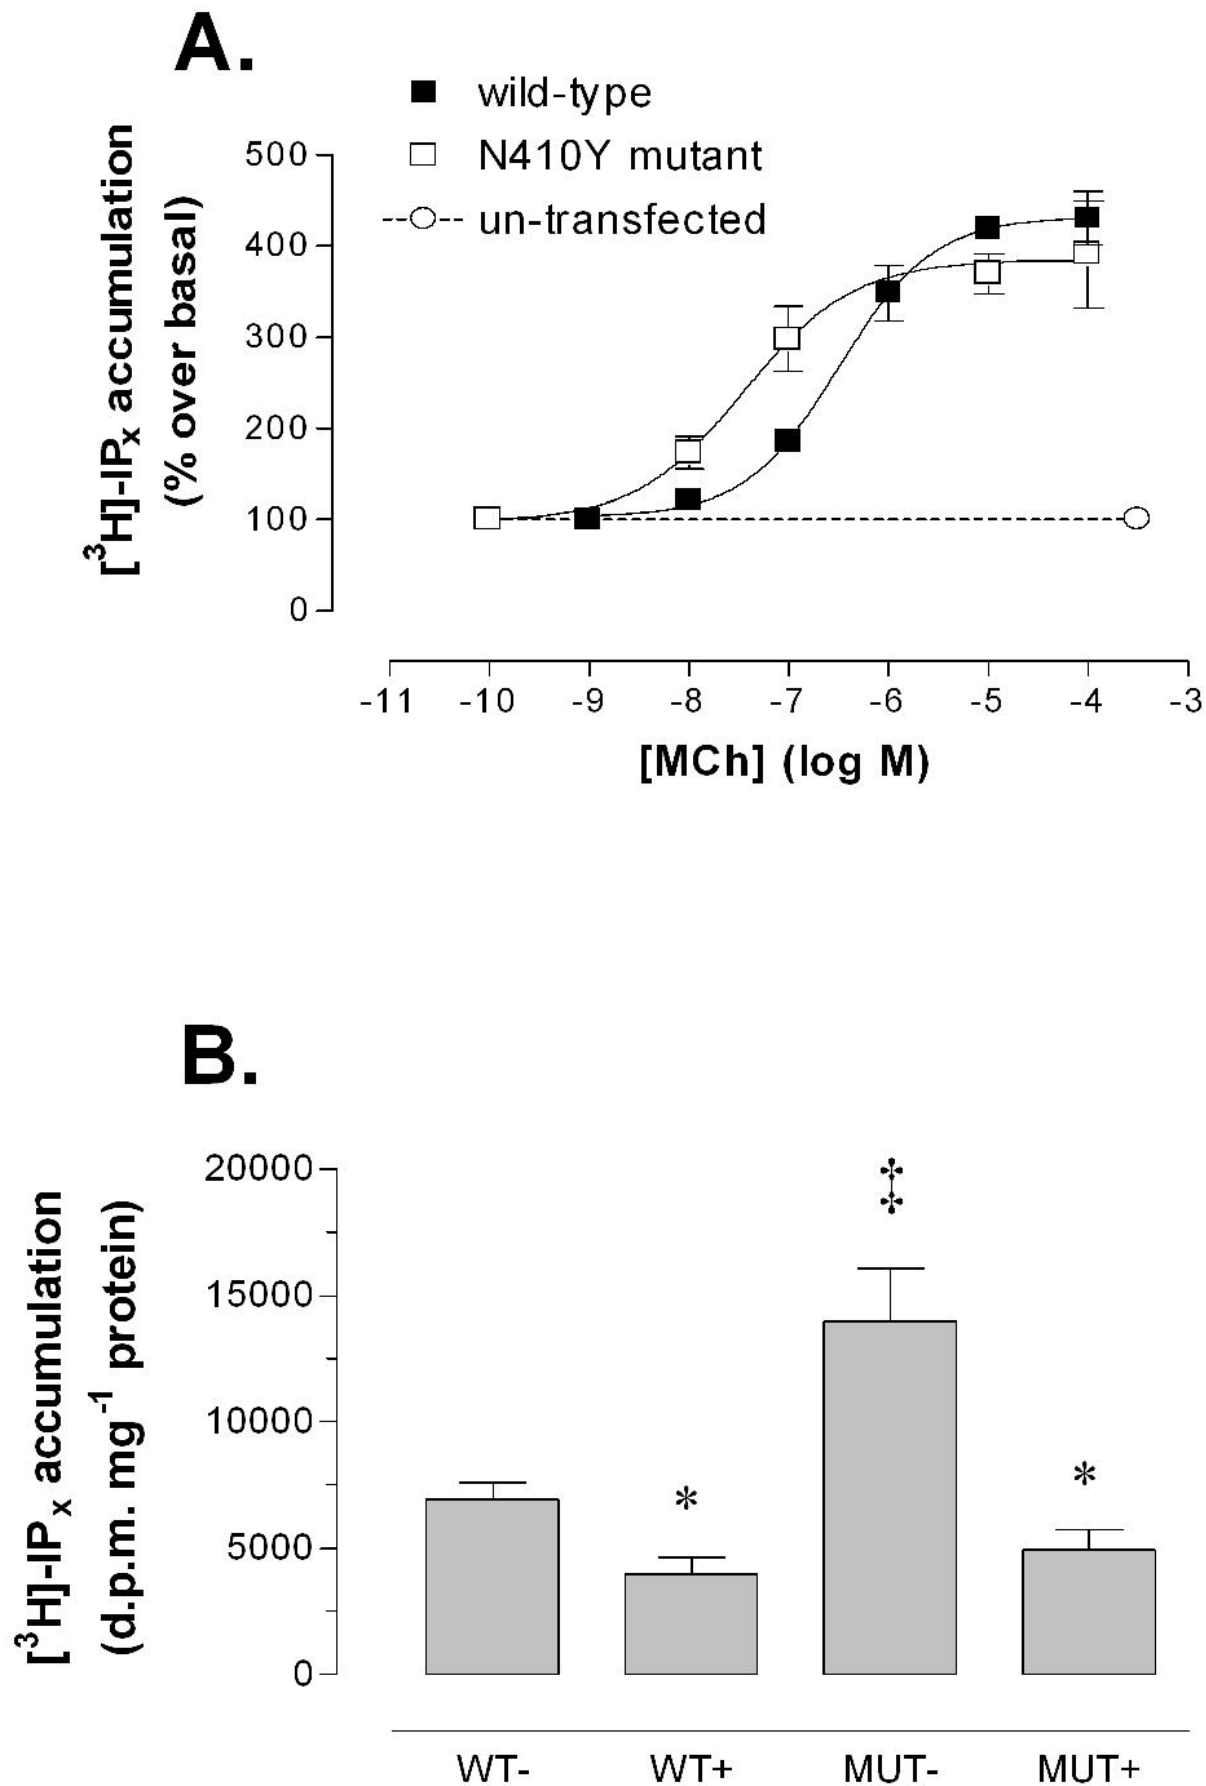 A.
wild-type
N410Y mutant
un-transfected
[³H]-IPₓ accumulation
(% over basal)
500
400
300
200
100
0
-11 -10 -9 -8 -7 -6 -5 -4 -3
[MCh] (log M)
B.
[³H]-IPₓ accumulation
(d.p.m. mg⁻¹ protein)
20000
15000
10000
5000
0
‡
*
*
WT- WT+ MUT- MUT+